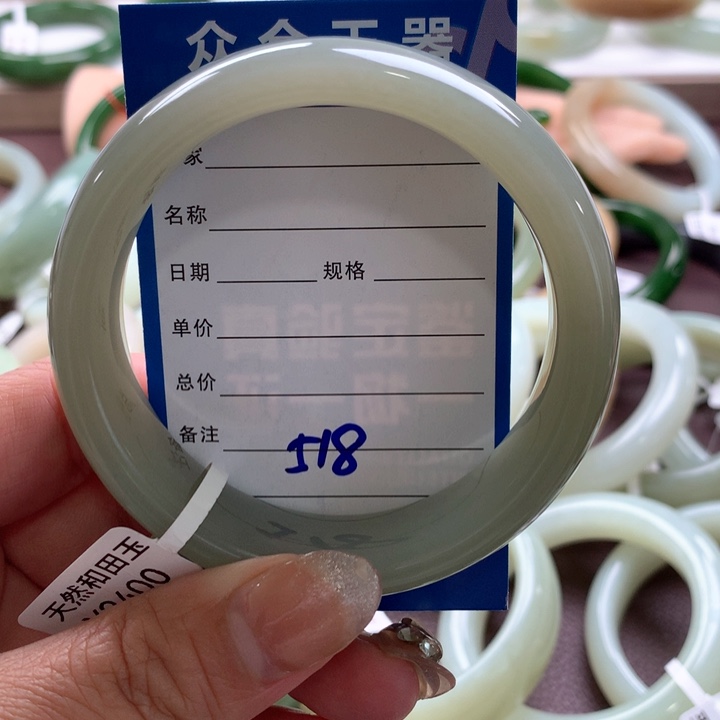 众合玉器
家
名称
日期 规格
单价
总价
备注 518
天然和田玉